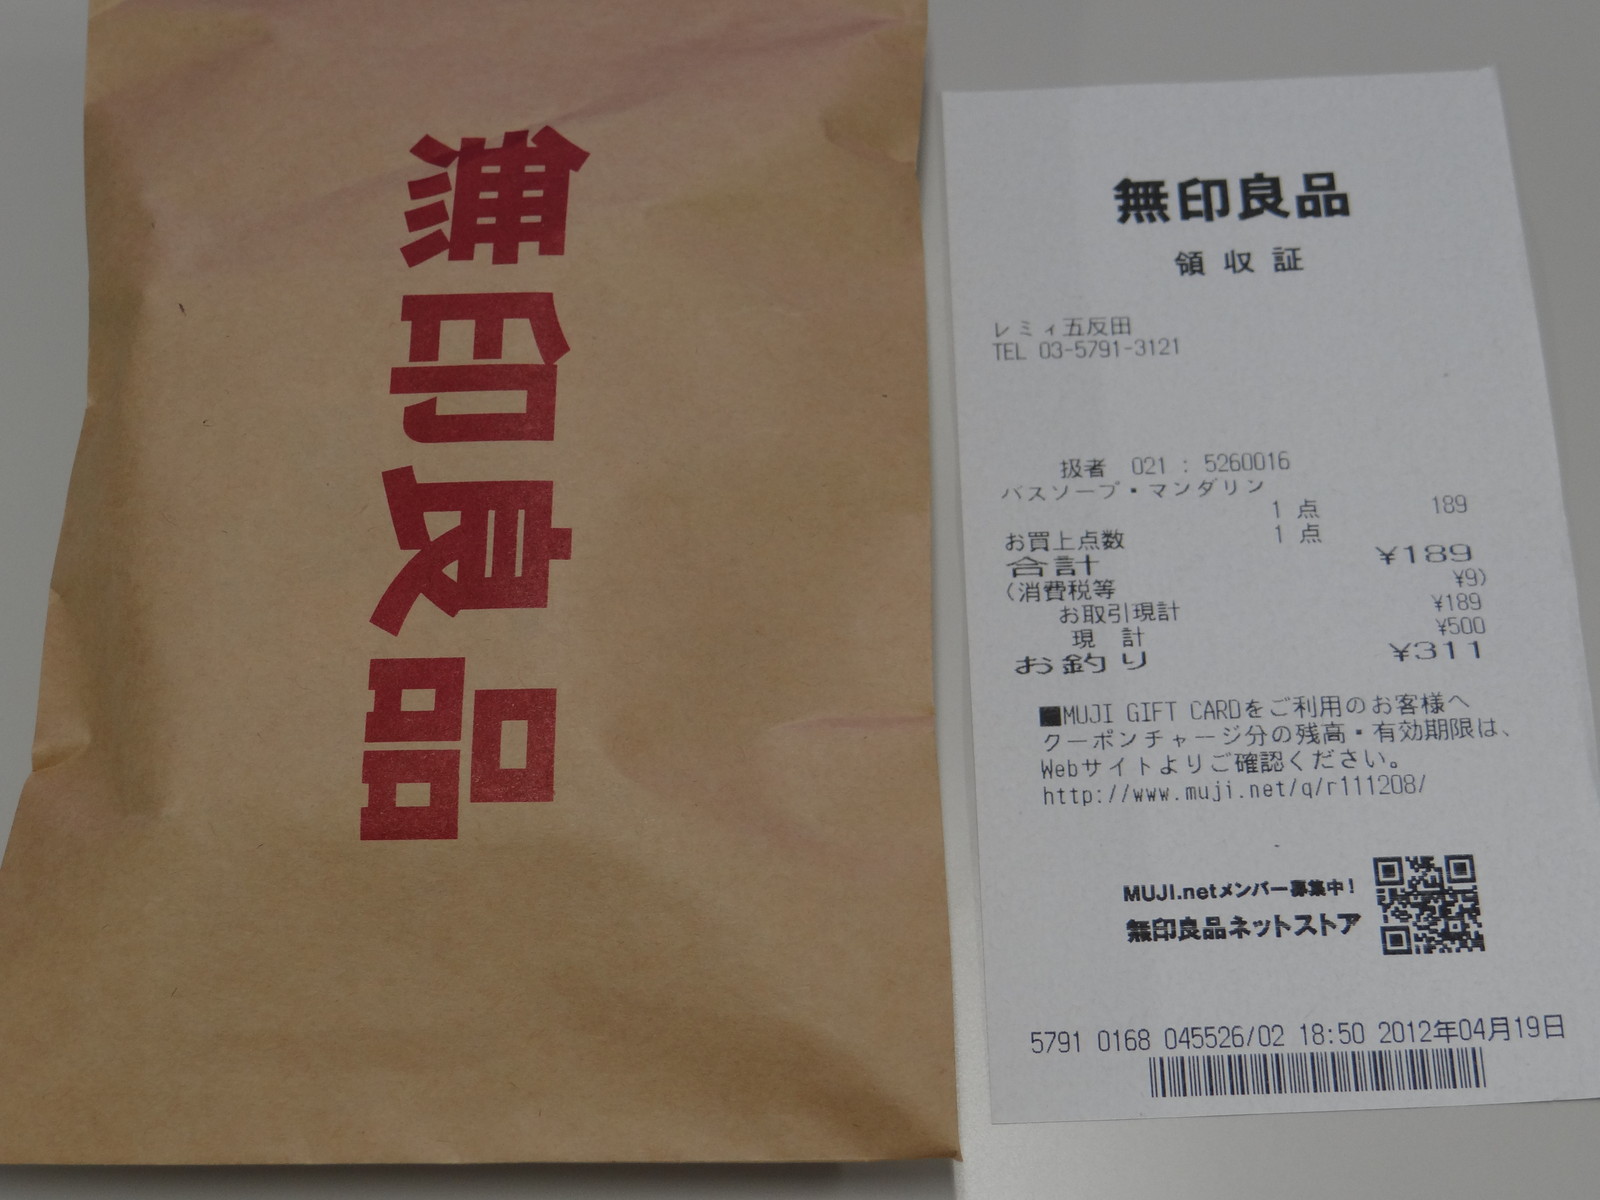 無印良品
無印良品
領収証
レミィ五反田
TEL 03-5791-3121
扱者 021 : 5260016
バスソープ・マンダリン
1 点 189
お買上点数 1 点
合計 ¥189
(消費税等 ¥9)
お取引現計 ¥189
現 計 ¥500
お釣り ¥311
■MUJI GIFT CARDをご利用のお客様へ
クーポンチャージ分の残高・有効期限は、
Webサイトよりご確認ください。
http://www.muji.net/q/r111208/
MUJI.netメンバー募集中!
無印良品ネットストア
5791 0168 045526/02 18:50 2012年04月19日